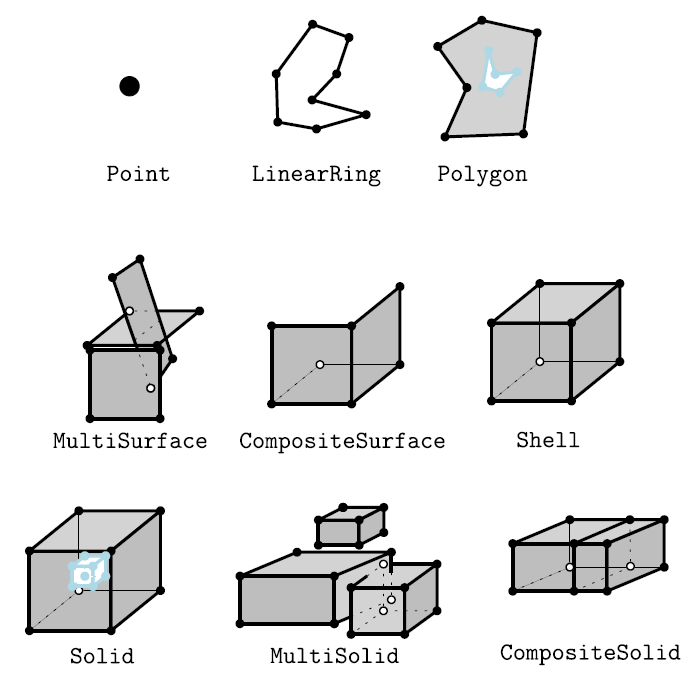 Point LinearRing Polygon
MultiSurface CompositeSurface Shell
Solid MultiSolid CompositeSolid